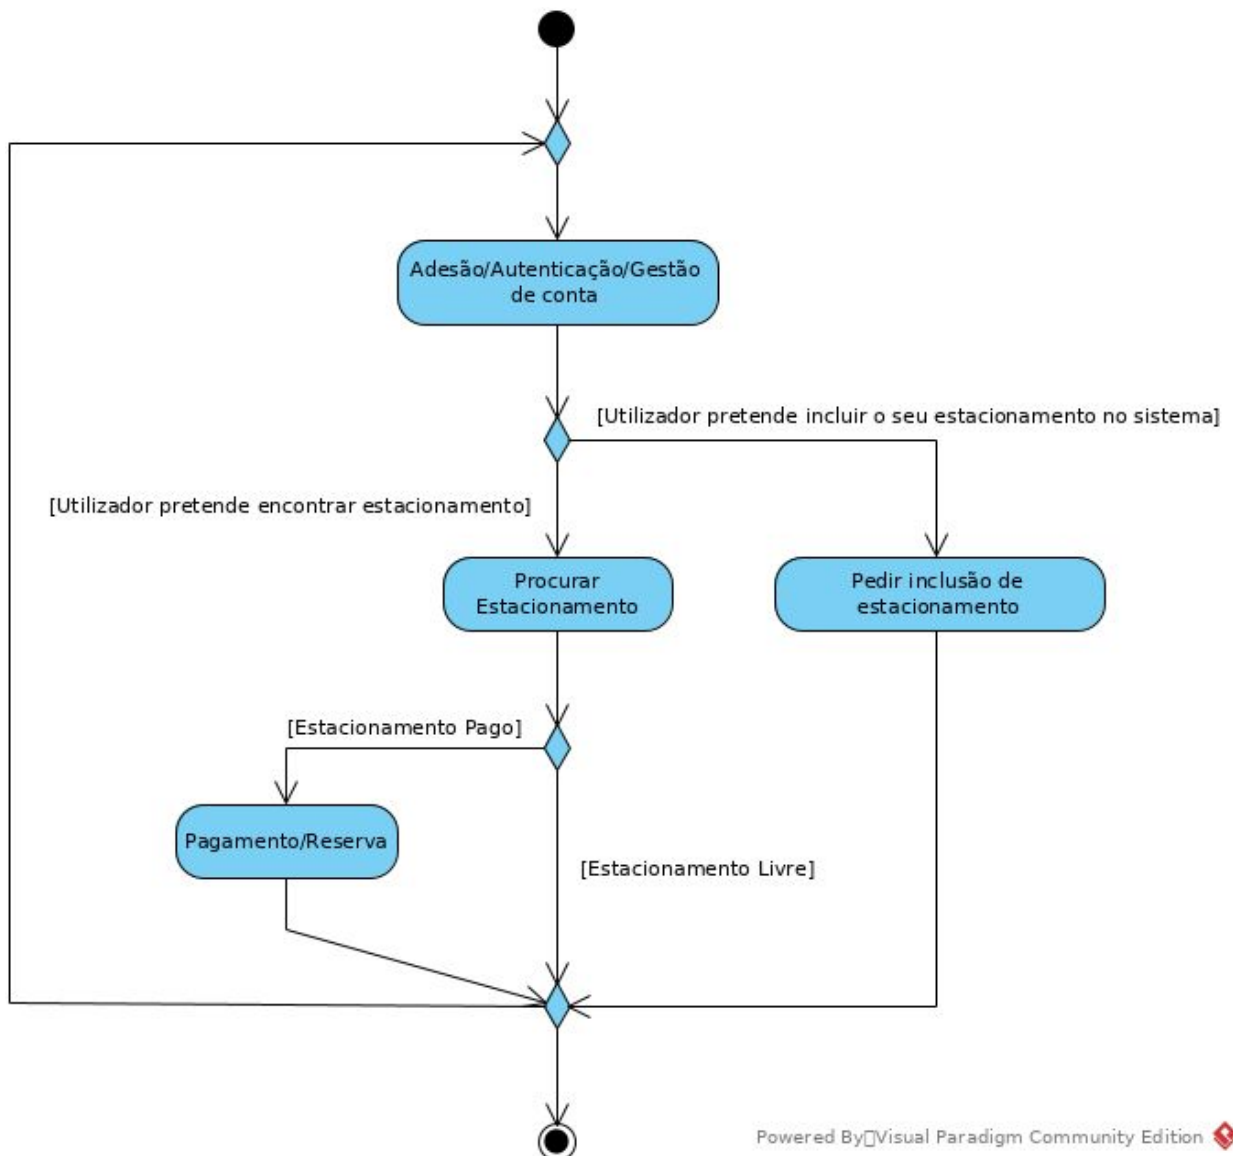 Adesão/Autenticação/Gestão
de conta
[Utilizador pretende incluir o seu estacionamento no sistema]
[Utilizador pretende encontrar estacionamento]
Procurar
Estacionamento
Pedir inclusão de
estacionamento
[Estacionamento Pago]
Pagamento/Reserva
[Estacionamento Livre]
Powered By Visual Paradigm Community Edition